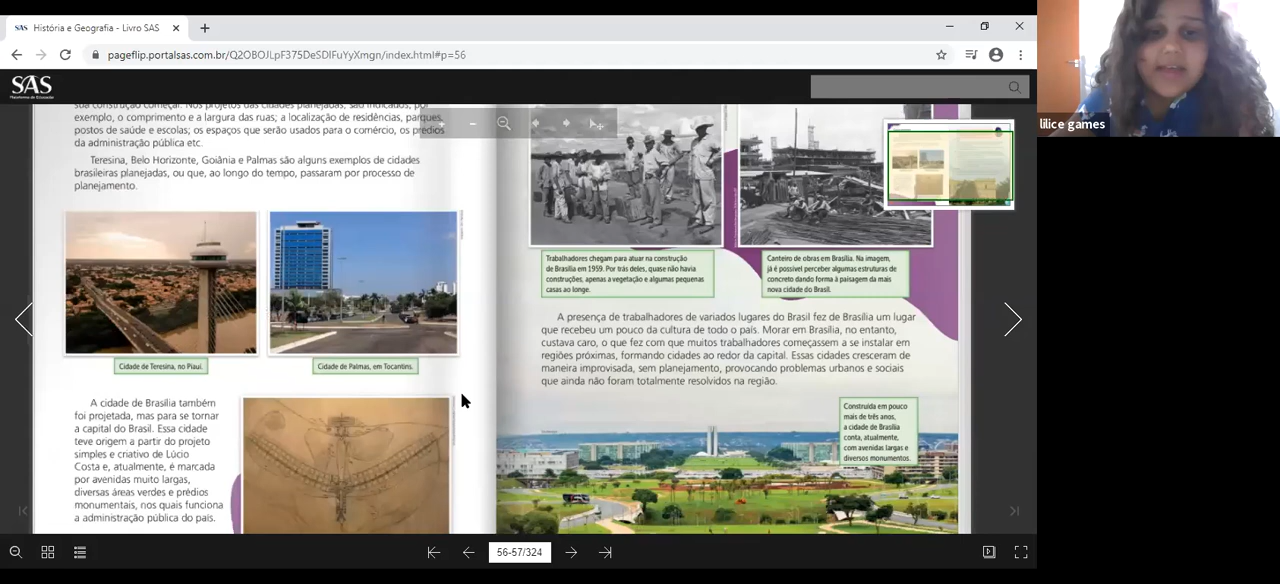 SAS História e Geografia - Livro SAS
pageflip.portalsas.com.br/Q2OBOJLpF375DeSDIFuYyXmgn/index.html#p=56
SAS
lilice games
sua construção começar. Nos projetos das cidades planejadas, são indicados, por
exemplo, o comprimento e a largura das ruas; a localização de residências, parques,
postos de saúde e escolas; os espaços que serão usados para o comércio, os prédios
da administração pública etc.
Teresina, Belo Horizonte, Goiânia e Palmas são alguns exemplos de cidades
brasileiras planejadas, ou que, ao longo do tempo, passaram por processo de
planejamento.
Cidade de Teresina, no Piauí.
Cidade de Palmas, em Tocantins.
A cidade de Brasília também
foi projetada, mas para se tornar
a capital do Brasil. Essa cidade
teve origem a partir do projeto
simples e criativo de Lúcio
Costa e, atualmente, é marcada
por avenidas muito largas,
diversas áreas verdes e prédios
monumentais, nos quais funciona
a administração pública do país.
Trabalhadores chegam para atuar na construção
de Brasília em 1959. Por trás deles, quase não havia
construções, apenas a vegetação e algumas pequenas
casas ao longe.
Canteiro de obras em Brasília. Na imagem,
já é possível perceber algumas estruturas de
concreto dando forma à paisagem da mais
nova cidade do Brasil.
A presença de trabalhadores de variados lugares do Brasil fez de Brasília um lugar
que recebeu um pouco da cultura de todo o país. Morar em Brasília, no entanto,
custava caro, o que fez com que muitos trabalhadores começassem a se instalar em
regiões próximas, formando cidades ao redor da capital. Essas cidades cresceram de
maneira improvisada, sem planejamento, provocando problemas urbanos e sociais
que ainda não foram totalmente resolvidos na região.
Construída em pouco
mais de três anos,
a cidade de Brasília
conta, atualmente,
com avenidas largas e
diversos monumentos.
56-57/324